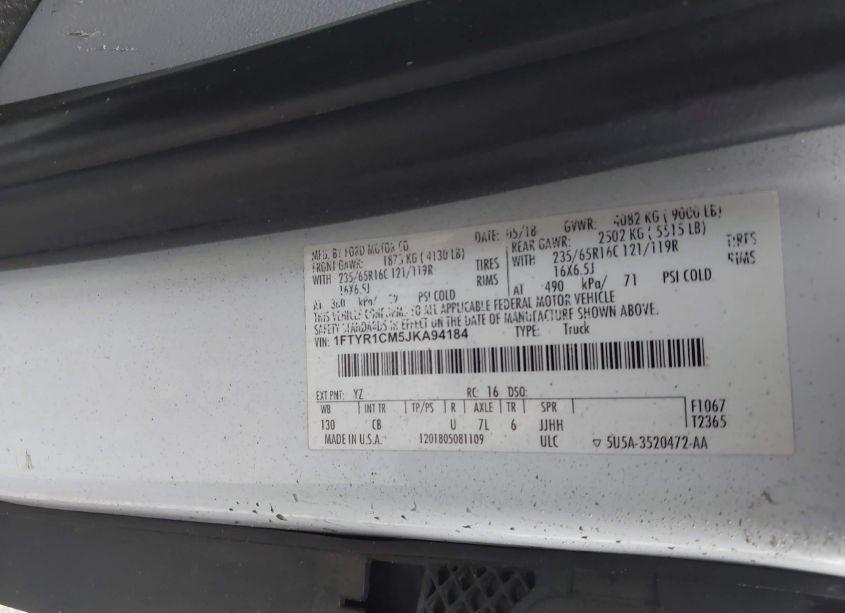 MFD. BY FORD MOTOR CO. DATE: 05/18 GVWR: 4082 KG ( 9000 LB)
FRONT GAWR: 1873 KG ( 4130 LB) REAR GAWR: 2502 KG ( 5515 LB)
WITH 235/65R16C 121/119R TIRES WITH 235/65R16C 121/119R TIRES
16X6.5J RIMS 16X6.5J RIMS
AT kPa/ PSI COLD AT 490 kPa/ 71 PSI COLD
THIS VEHICLE CONFORMS TO ALL APPLICABLE FEDERAL MOTOR VEHICLE
SAFETY STANDARDS IN EFFECT ON THE DATE OF MANUFACTURE SHOWN ABOVE.
VIN: 1FTYR1CM5JKA94184 TYPE: Truck
EXT PNT: YZ RC: 16 DSO:
WB INT TR TP/PS R AXLE TR SPR F1067
130 CB U 7L 6 JJHH T2365
MADE IN U.S.A. 1201805081109 ULC ▽ 5U5A-3520472-AA